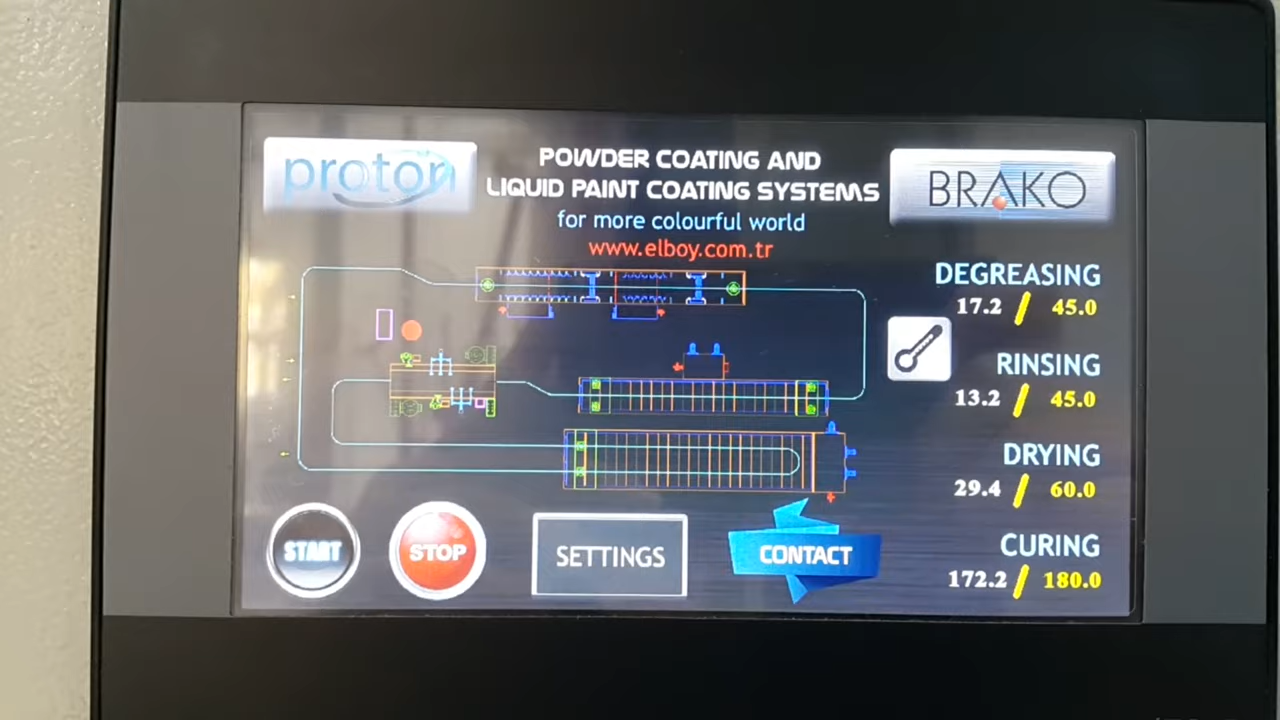 proton
POWDER COATING AND
LIQUID PAINT COATING SYSTEMS
for more colourful world
www.elboy.com.tr
BRAKO
DEGREASING
17.2 / 45.0
RINSING
13.2 / 45.0
DRYING
29.4 / 60.0
CURING
172.2 / 180.0
START
STOP
SETTINGS
CONTACT